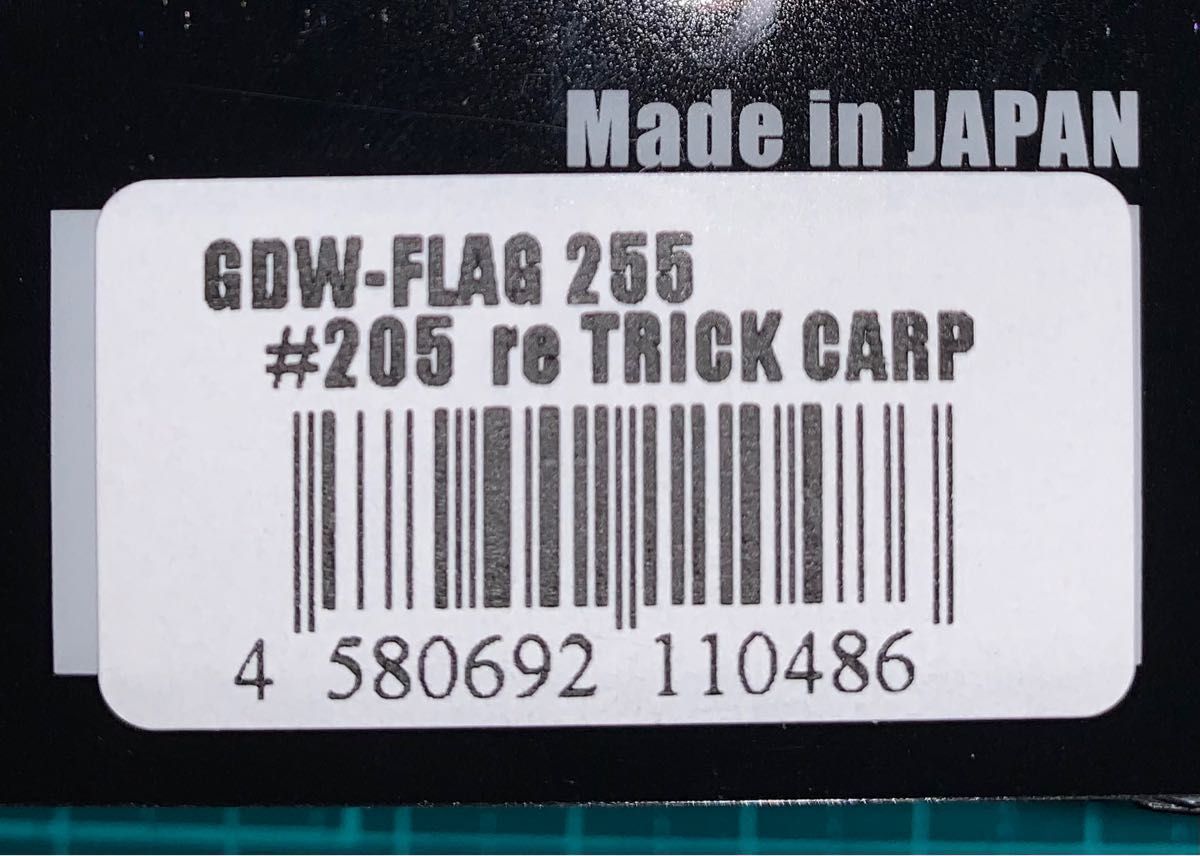 Made in JAPAN
GDW-FLAG 255
#205 re TRICK CARP
4 580692 110486